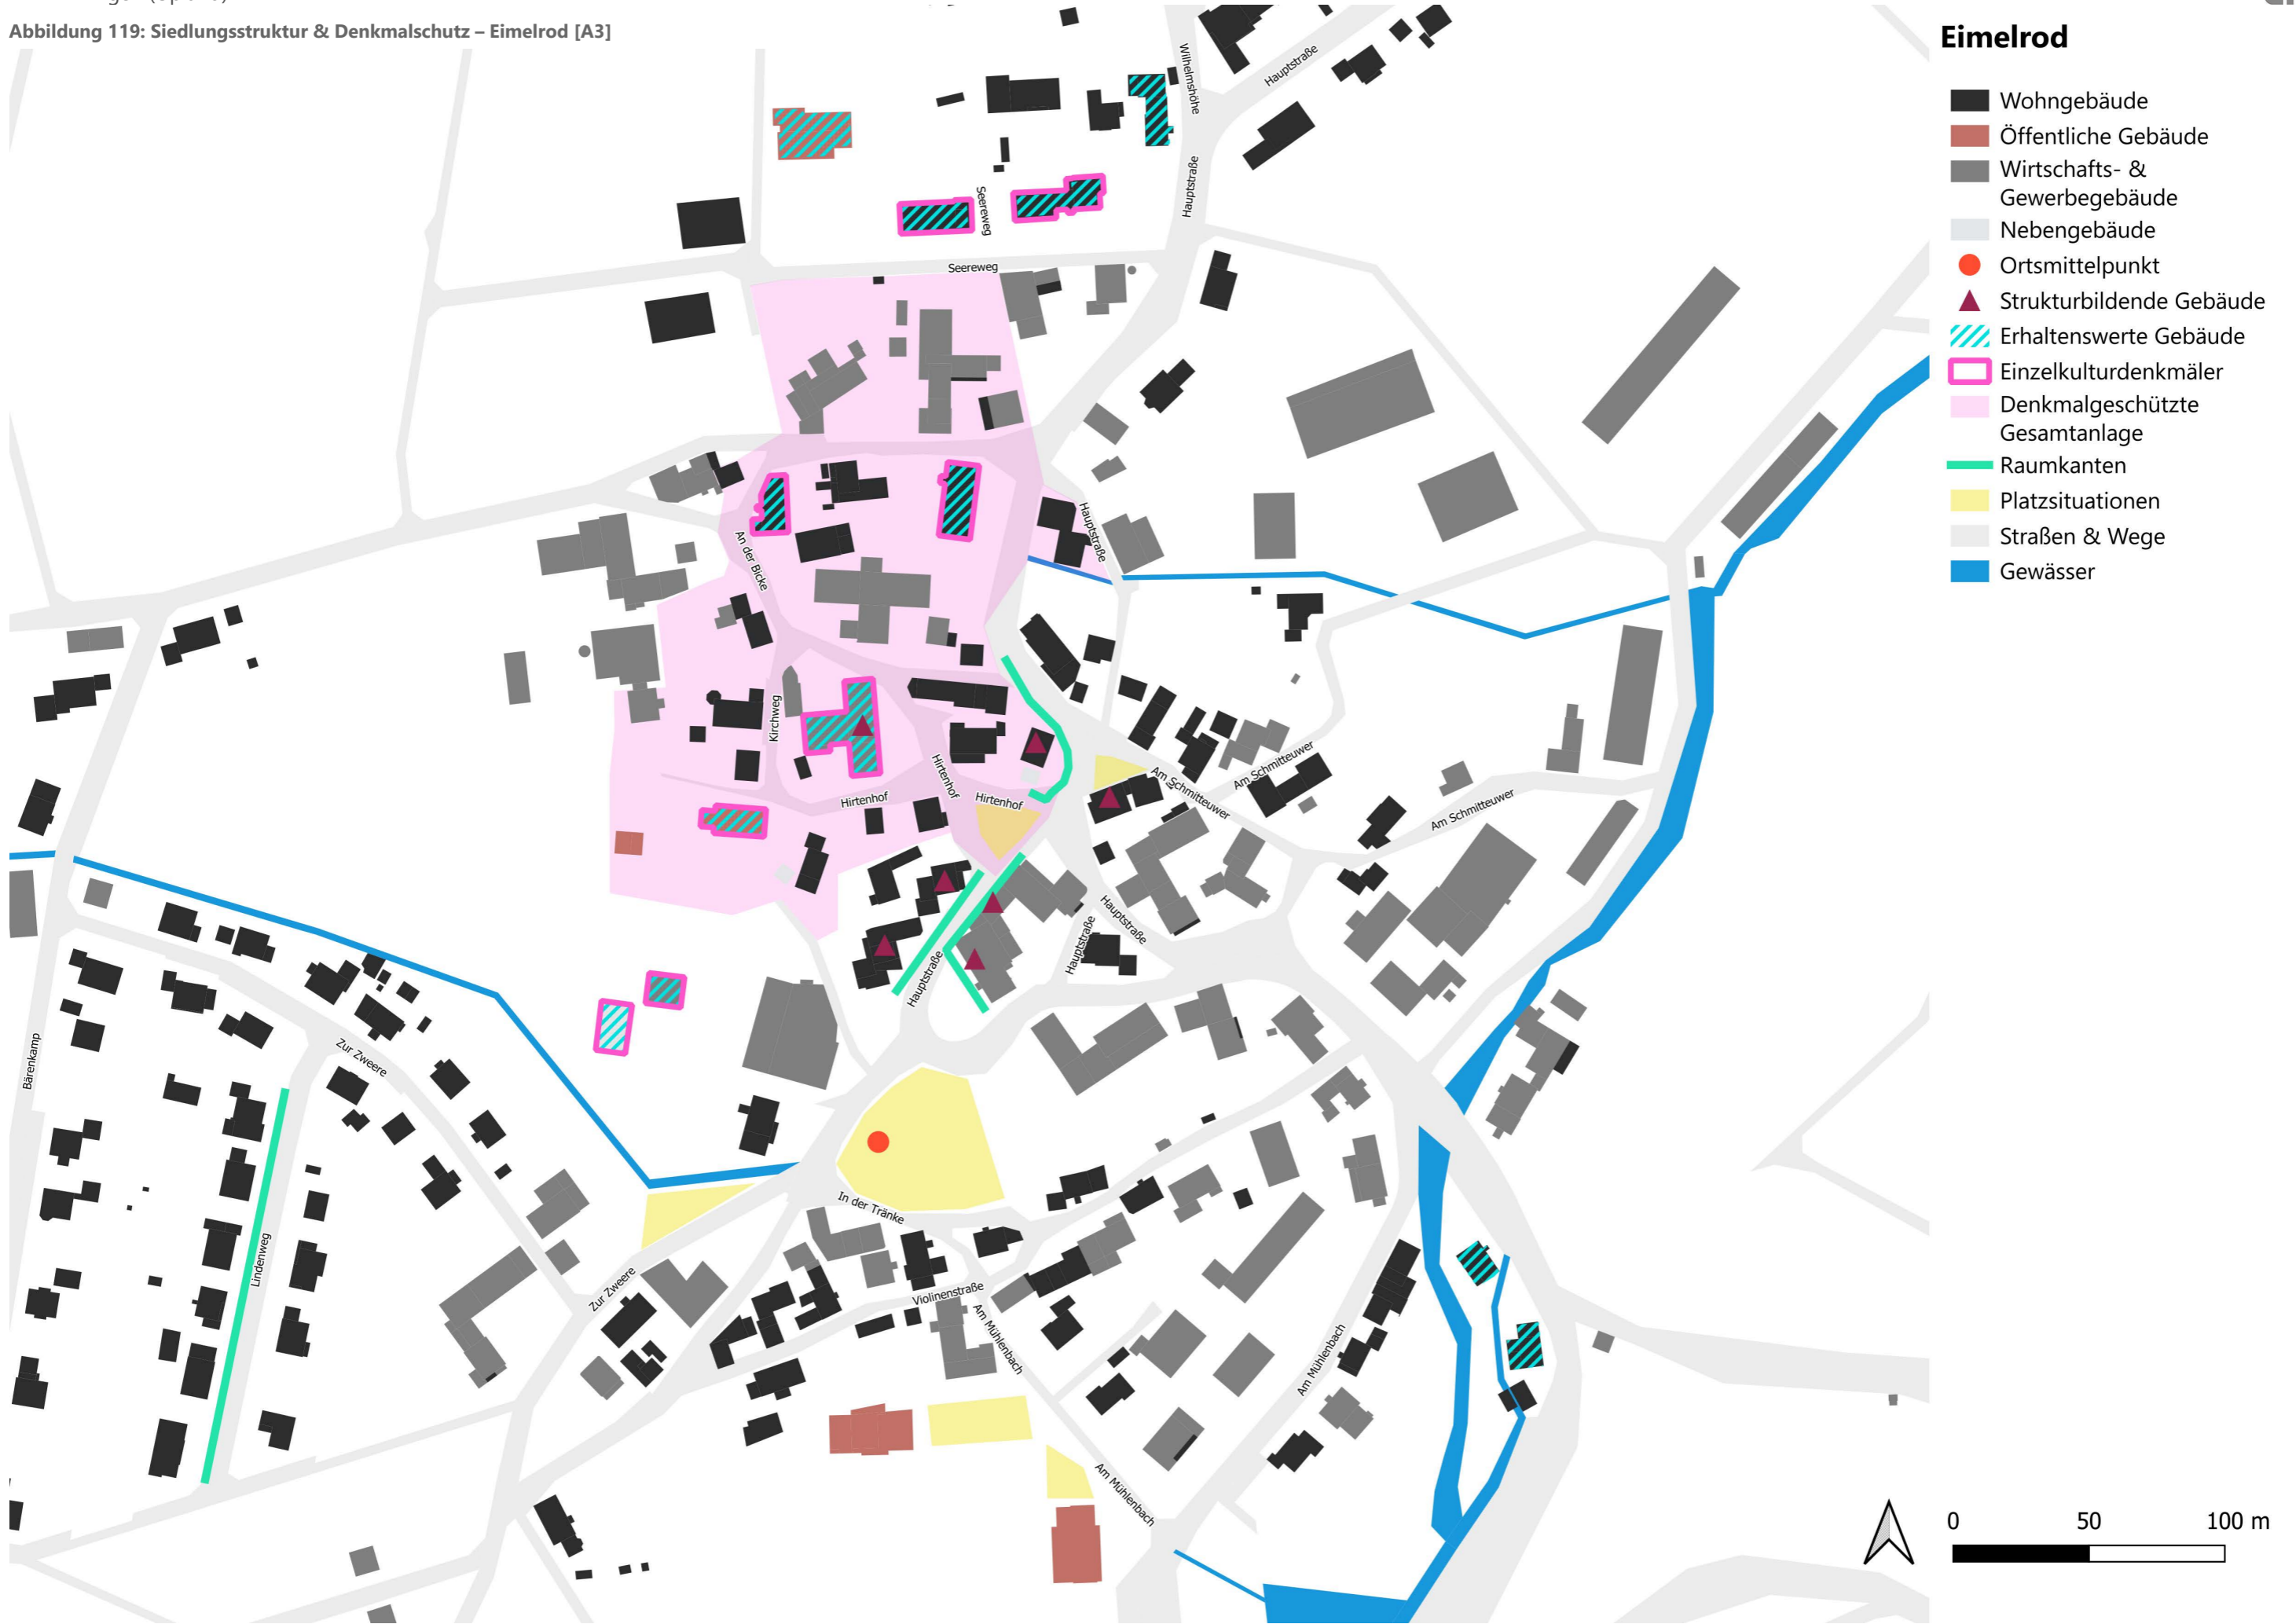 Abbildung 119: Siedlungsstruktur & Denkmalschutz – Eimelrod [A3]
Eimelrod
Wohngebäude
Öffentliche Gebäude
Wirtschafts- &
Gewerbegebäude
Nebengebäude
Ortsmittelpunkt
Strukturbildende Gebäude
Erhaltenswerte Gebäude
Einzelkulturdenkmäler
Denkmalgeschützte
Gesamtanlage
Raumkanten
Platzsituationen
Straßen & Wege
Gewässer
Wilhelmshöhe
Hauptstraße
Hauptstraße
Seereweg
Seereweg
Hauptstraße
An der Bicke
Kirchweg
Hirtenhof
Hirtenhof
Hirtenhof
Am Schmitteuwer
Am Schmitteuwer
Am Schmitteuwer
Hauptstraße
Hauptstraße
Hauptstraße
Bärenkamp
Zur Zweere
Lindenweg
In der Tränke
Zur Zweere
Violinenstraße
Am Mühlenbach
Am Mühlenbach
Am Mühlenbach
0 50 100 m